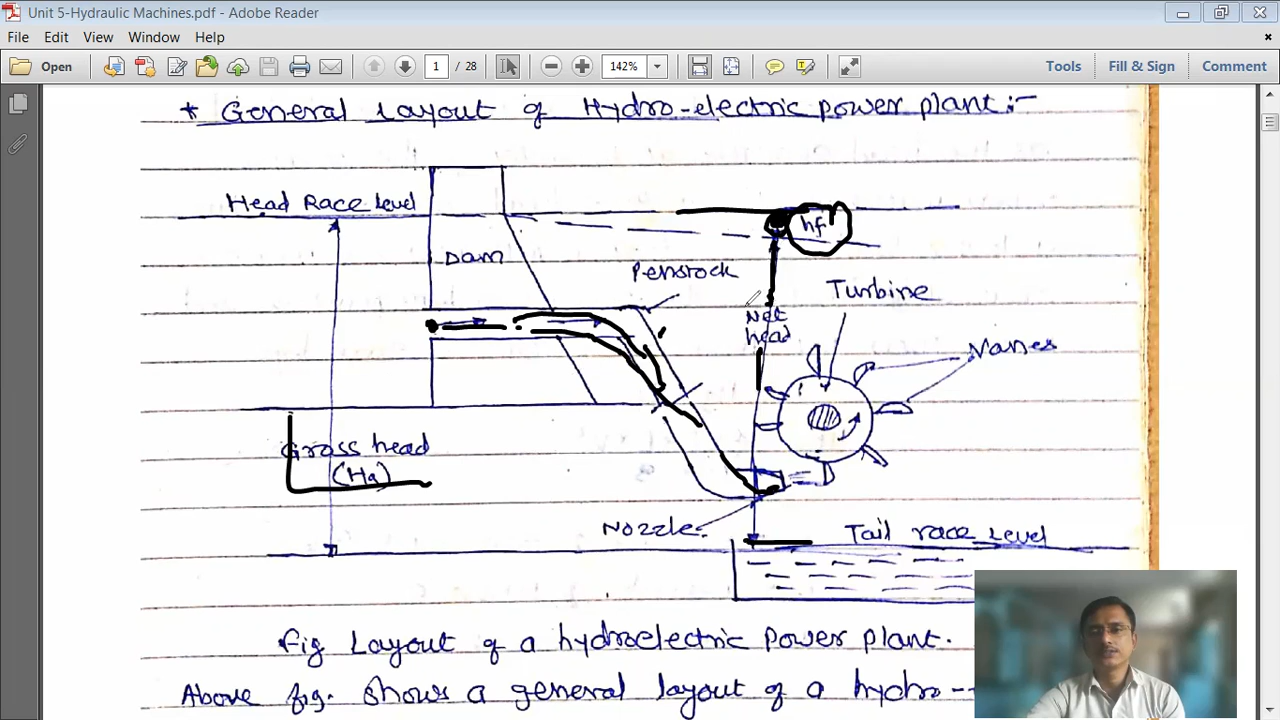 Unit 5-Hydraulic Machines.pdf - Adobe Reader
File Edit View Window Help
Open 1 / 28 142% Tools Fill & Sign Comment
* General Layout of Hydro-electric power plant :-
Head Race Level
hf
Dam
Penstock
Turbine
Net
head
Vanes
Gross head
(Hg)
Nozzle.
Tail race Level
Fig Layout of a hydroelectric power plant.
Above fig. shows a general layout of a hydro --